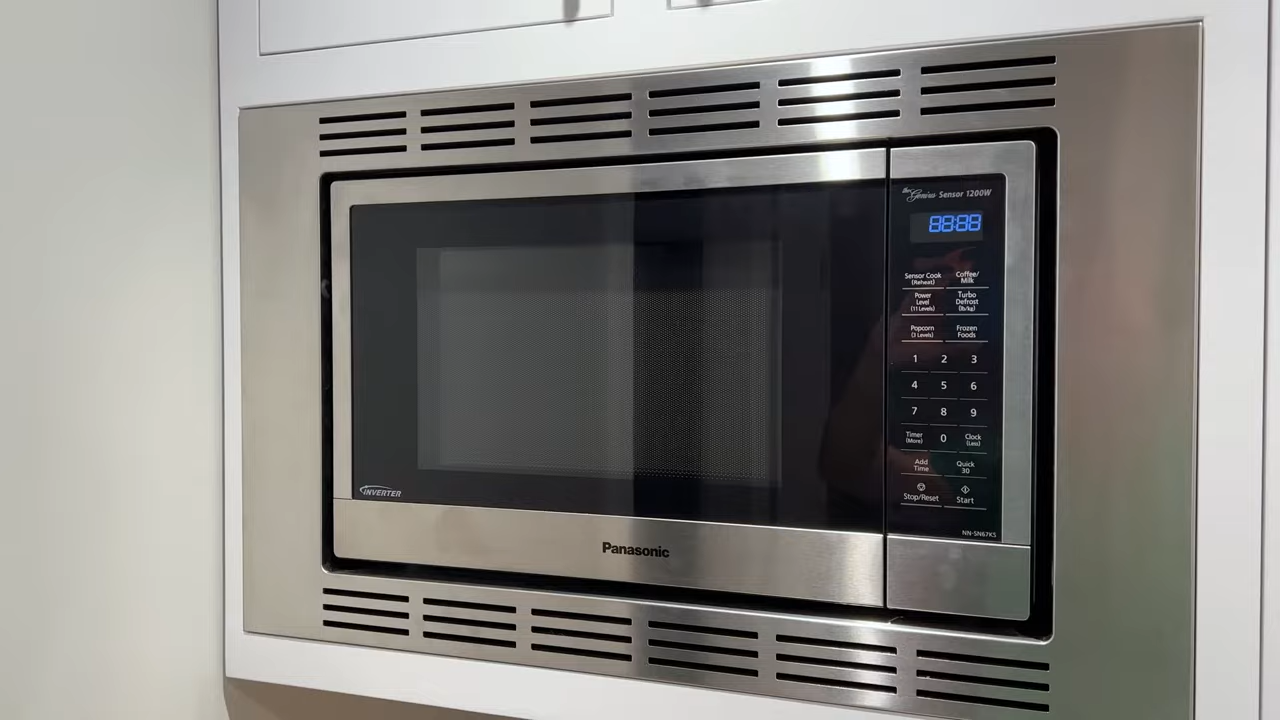 the Genius Sensor 1200W
88:88
Sensor Cook
(Reheat)
Coffee/
Milk
Power
Level
(11 Levels)
Turbo
Defrost
(lb/kg)
Popcorn
(3 Levels)
Frozen
Foods
1 2 3
4 5 6
7 8 9
Timer
(More)
0
Clock
(Less)
Add
Time
Quick
30
Stop/Reset
Start
NN-SN67KS
INVERTER
Panasonic